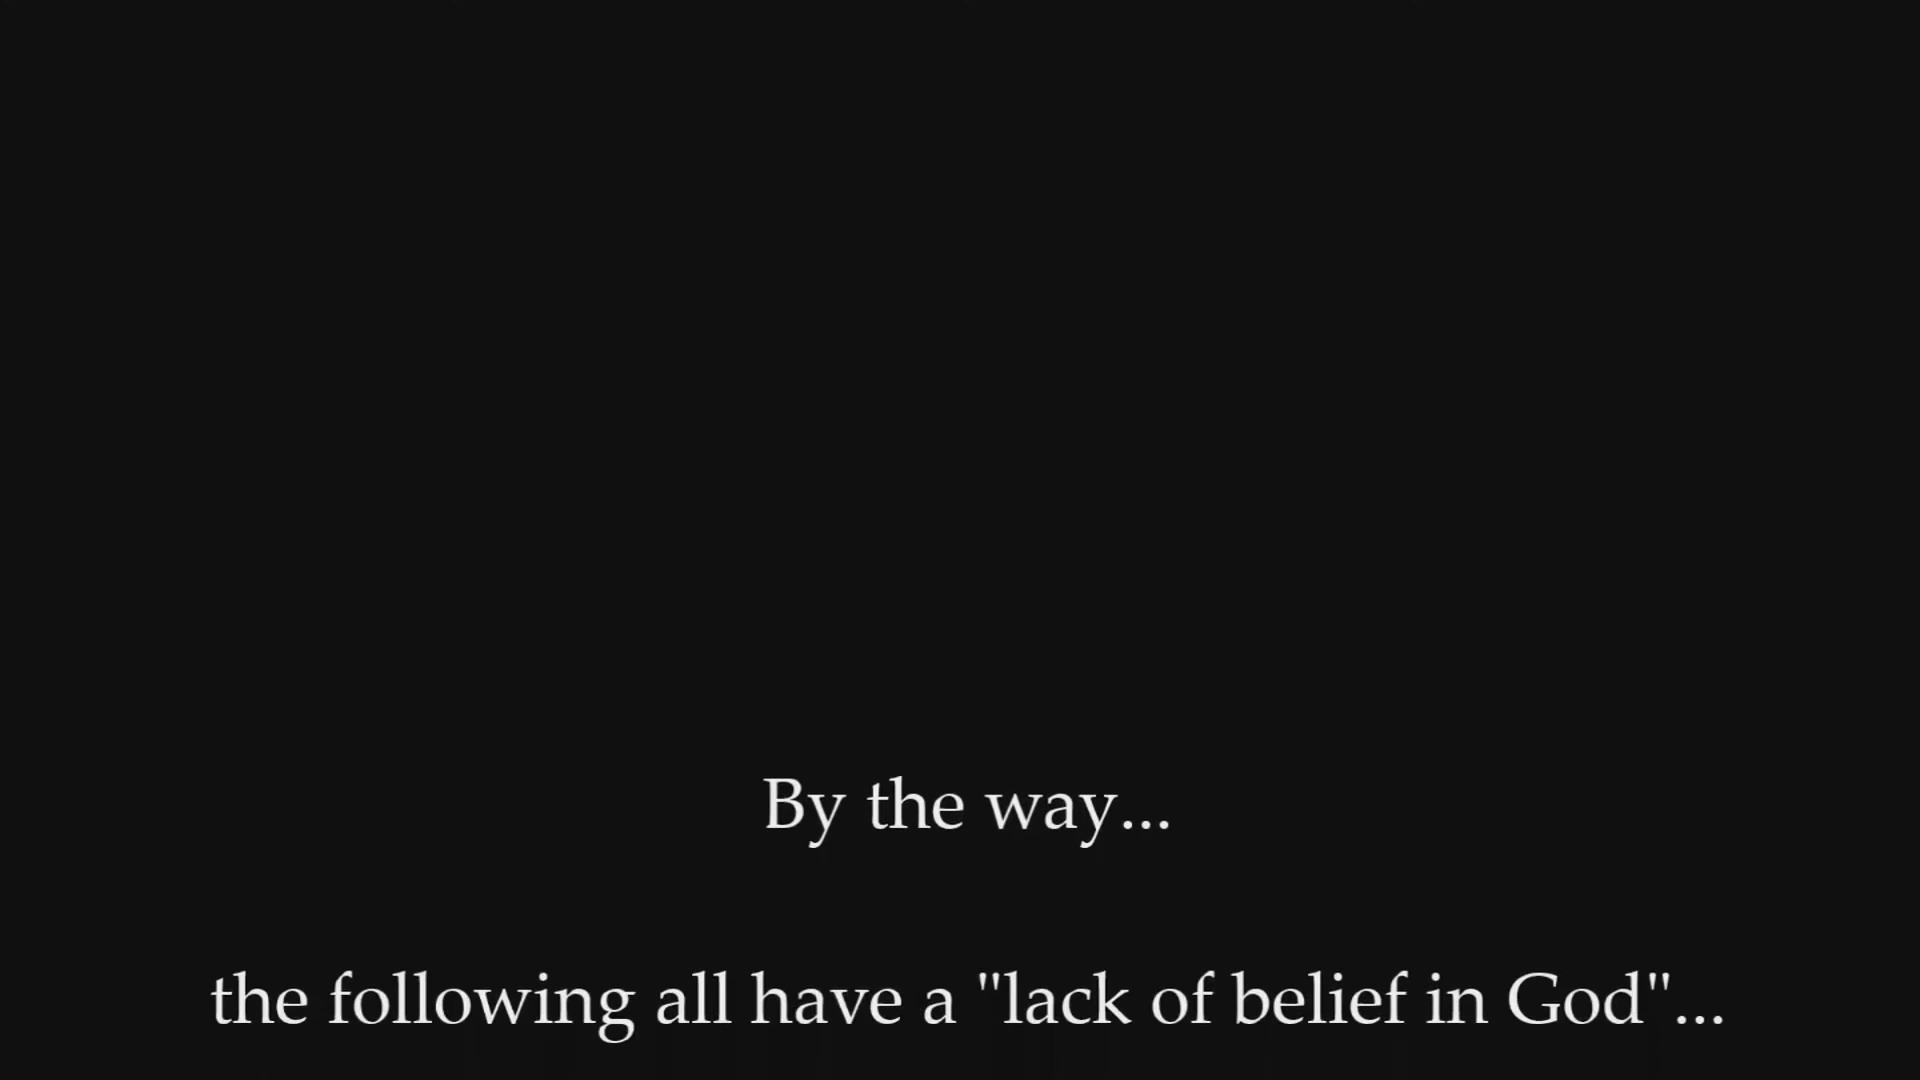 By the way...
the following all have a "lack of belief in God"...